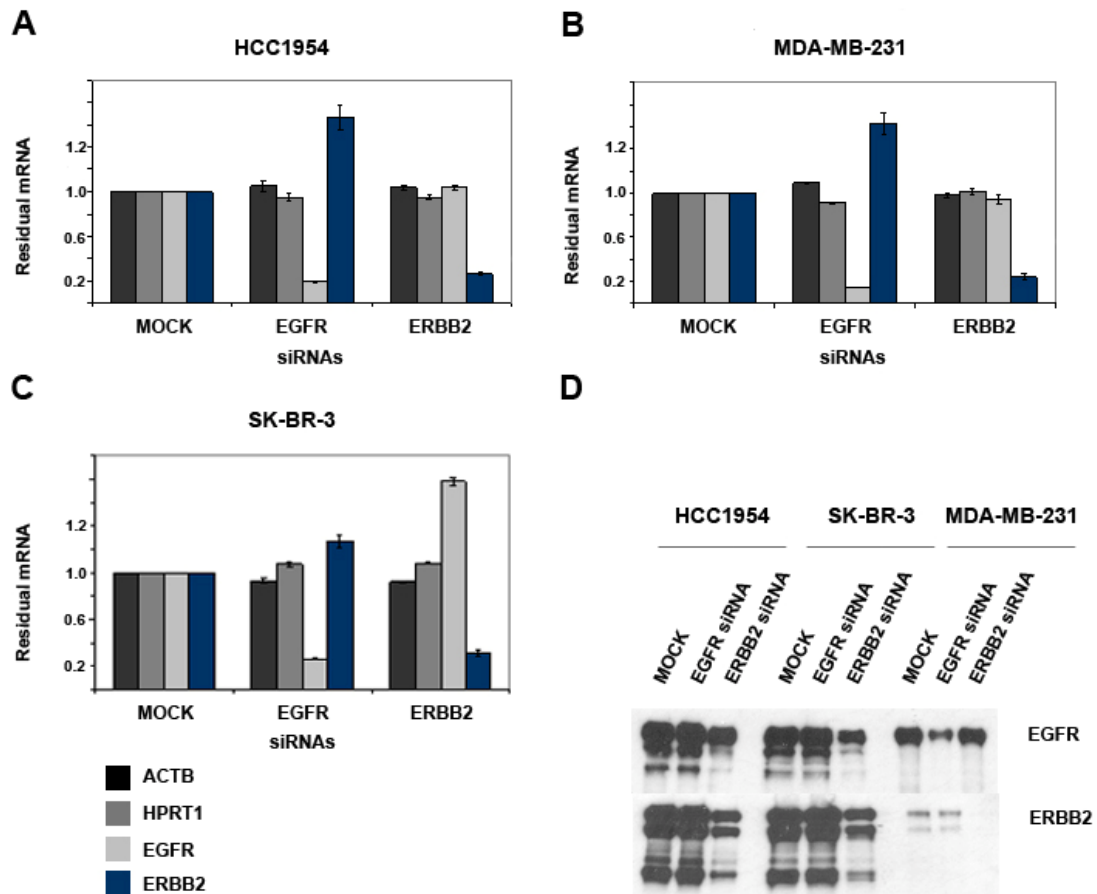 A
HCC1954
Residual mRNA
1.2
1.0
0.6
0.2
MOCK
EGFR
ERBB2
siRNAs
B
MDA-MB-231
Residual mRNA
1.2
1.0
0.6
0.2
MOCK
EGFR
ERBB2
siRNAs
C
SK-BR-3
Residual mRNA
1.2
1.0
0.6
0.2
MOCK
EGFR
ERBB2
siRNAs
ACTB
HPRT1
EGFR
ERBB2
D
HCC1954 SK-BR-3 MDA-MB-231
MOCK
EGFR siRNA
ERBB2 siRNA
MOCK
EGFR siRNA
ERBB2 siRNA
MOCK
EGFR siRNA
ERBB2 siRNA
EGFR
ERBB2